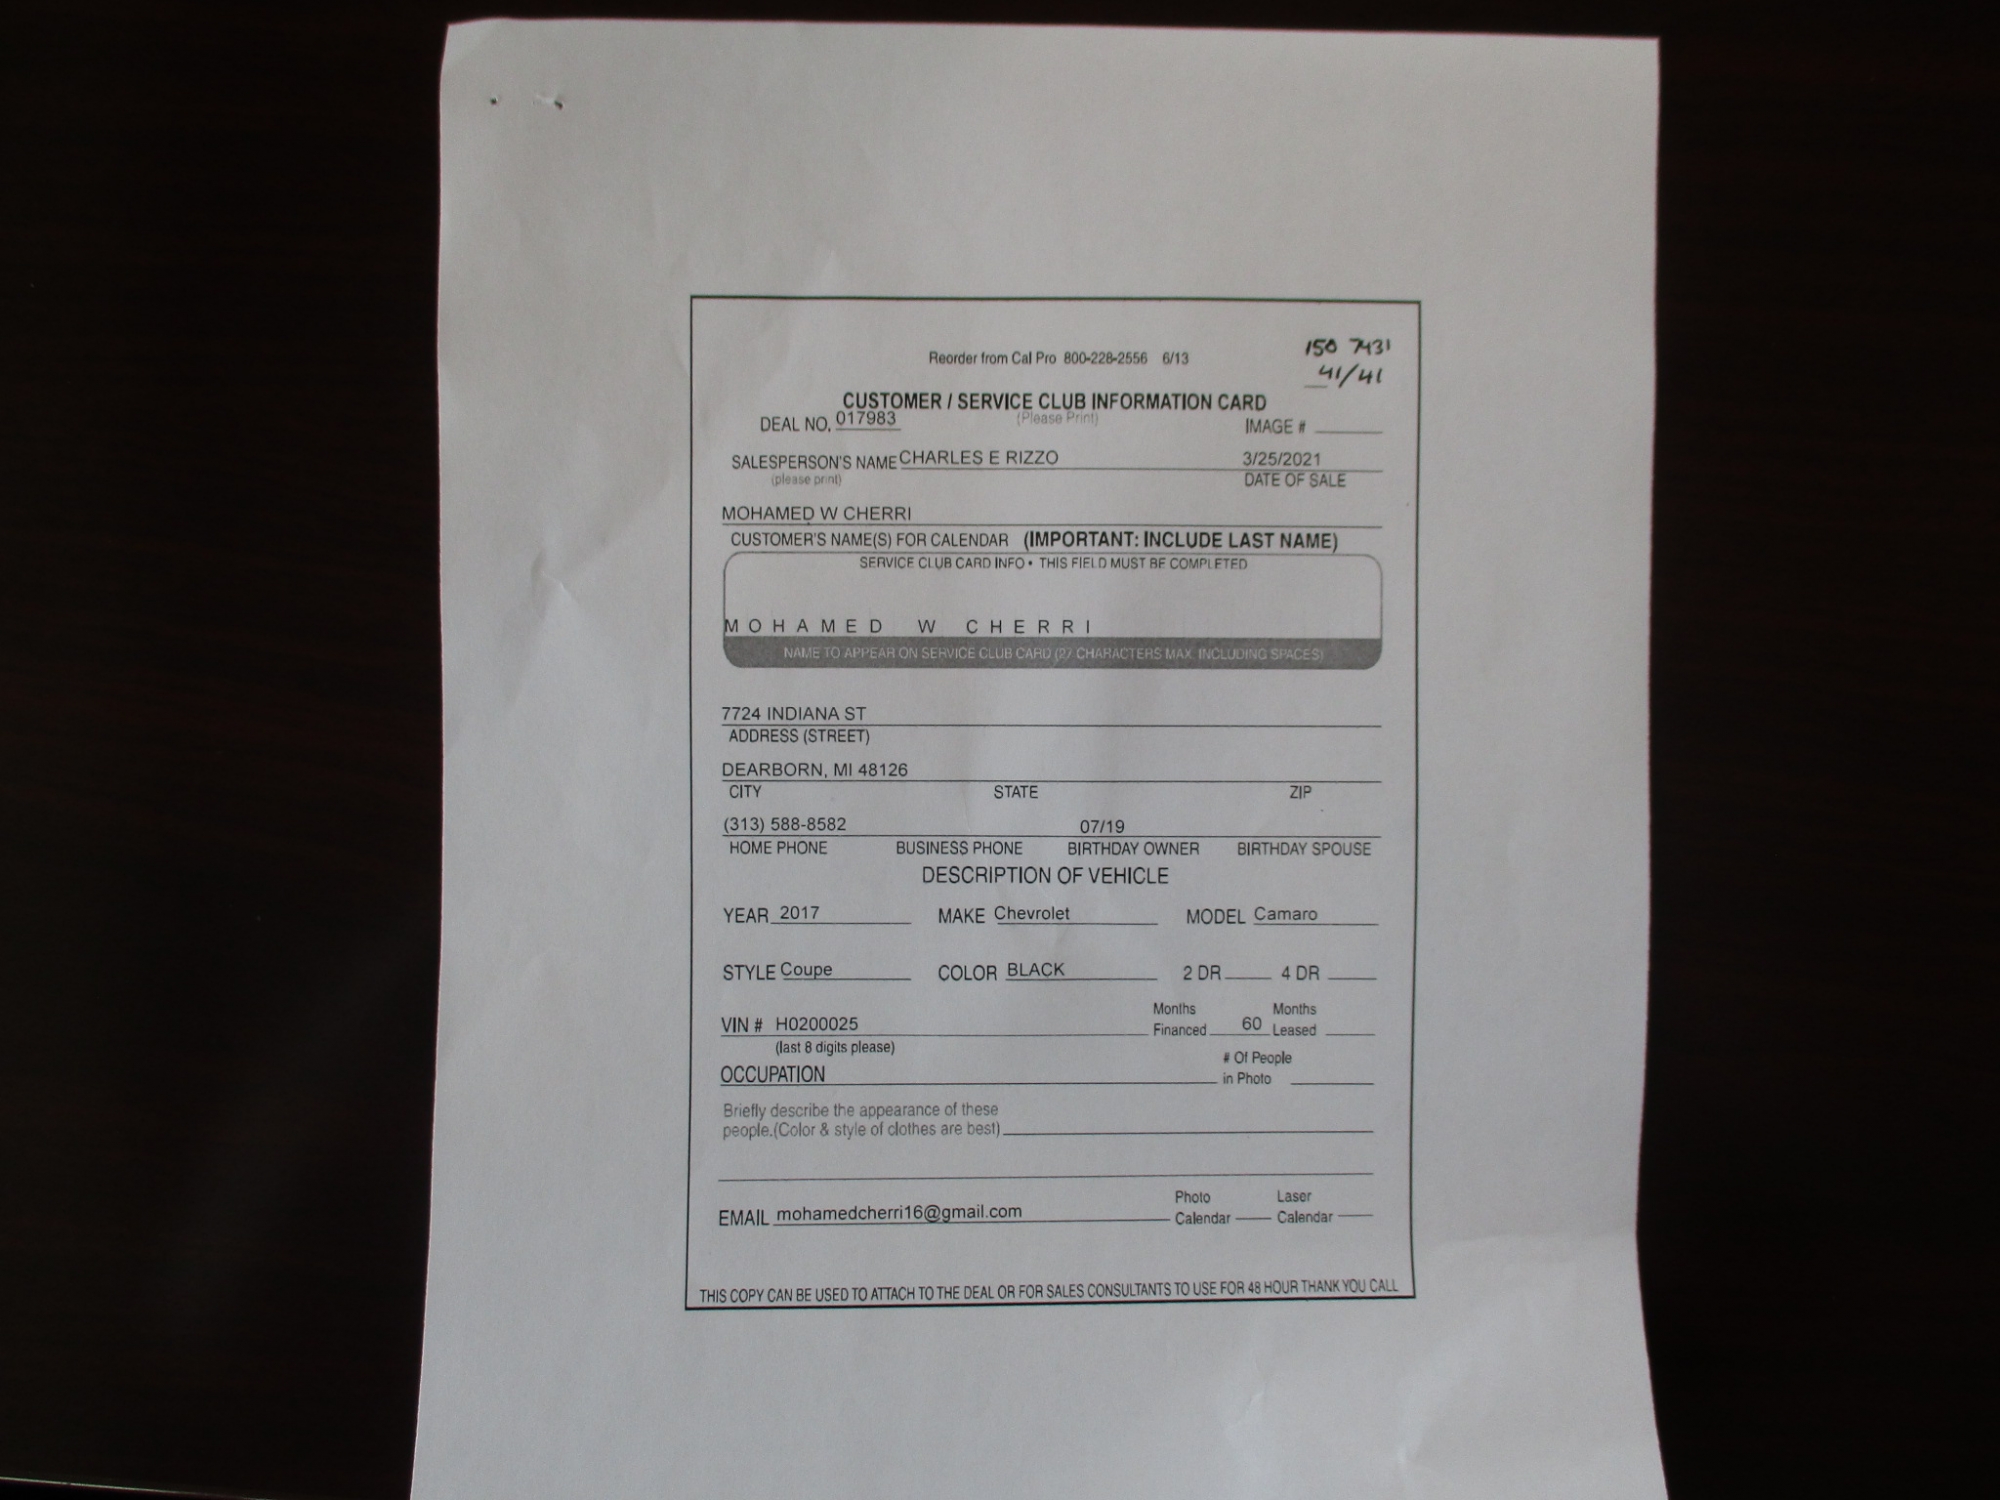 150 7431
Reorder from Cal Pro 800-228-2556 6/13
41/41
CUSTOMER / SERVICE CLUB INFORMATION CARD
DEAL NO. 017983 (Please Print) IMAGE #
SALESPERSON'S NAME CHARLES E RIZZO 3/25/2021
(please print) DATE OF SALE
MOHAMED W CHERRI
CUSTOMER'S NAME(S) FOR CALENDAR (IMPORTANT: INCLUDE LAST NAME)
SERVICE CLUB CARD INFO • THIS FIELD MUST BE COMPLETED
MOHAMED W CHERRI
NAME TO APPEAR ON SERVICE CLUB CARD (27 CHARACTERS MAX. INCLUDING SPACES)
7724 INDIANA ST
ADDRESS (STREET)
DEARBORN, MI 48126
CITY STATE ZIP
(313) 588-8582 07/19
HOME PHONE BUSINESS PHONE BIRTHDAY OWNER BIRTHDAY SPOUSE
DESCRIPTION OF VEHICLE
YEAR 2017 MAKE Chevrolet MODEL Camaro
STYLE Coupe COLOR BLACK 2 DR 4 DR
Months Months
VIN # H0200025 Financed 60 Leased
(last 8 digits please)
# Of People
OCCUPATION in Photo
Briefly describe the appearance of these
people.(Color & style of clothes are best)
Photo Laser
EMAIL mohamedcherri16@gmail.com Calendar Calendar
THIS COPY CAN BE USED TO ATTACH TO THE DEAL OR FOR SALES CONSULTANTS TO USE FOR 48 HOUR THANK YOU CALL